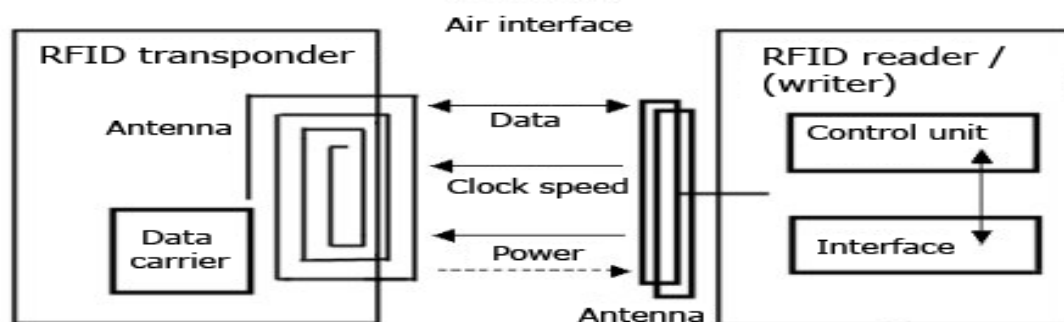 Air interface
RFID transponder
Antenna
Data
carrier
Data
Clock speed
Power
Antenna
RFID reader /
(writer)
Control unit
Interface